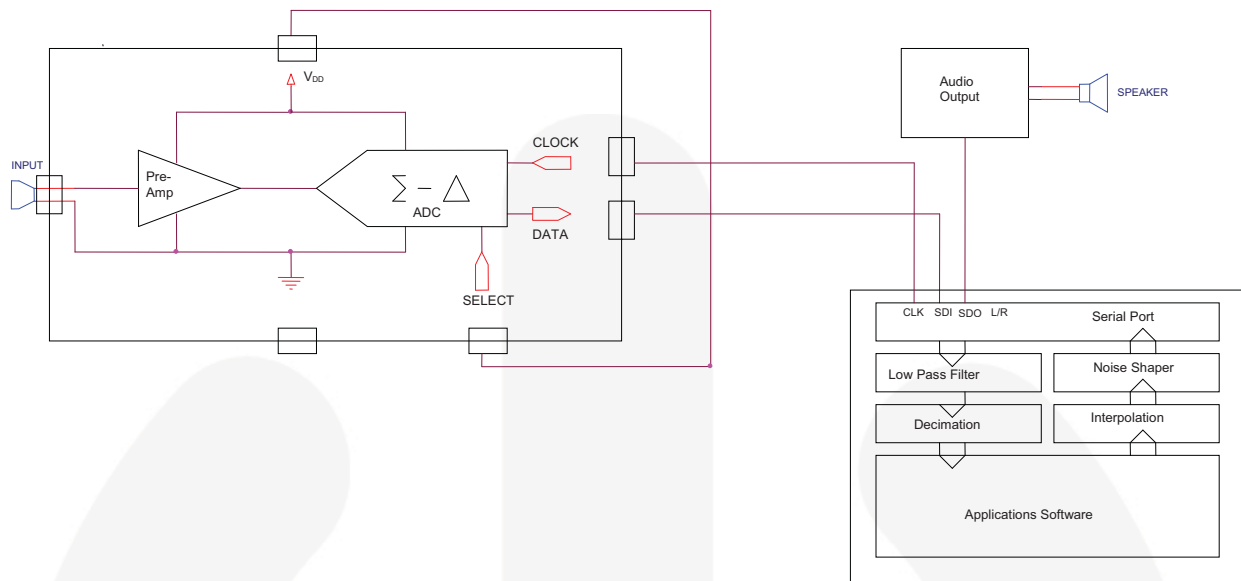 V_DD
INPUT
Pre-
Amp
Σ – Δ
ADC
CLOCK
DATA
SELECT
Audio
Output
SPEAKER
CLK SDI SDO L/R
Serial Port
Low Pass Filter
Noise Shaper
Decimation
Interpolation
Applications Software